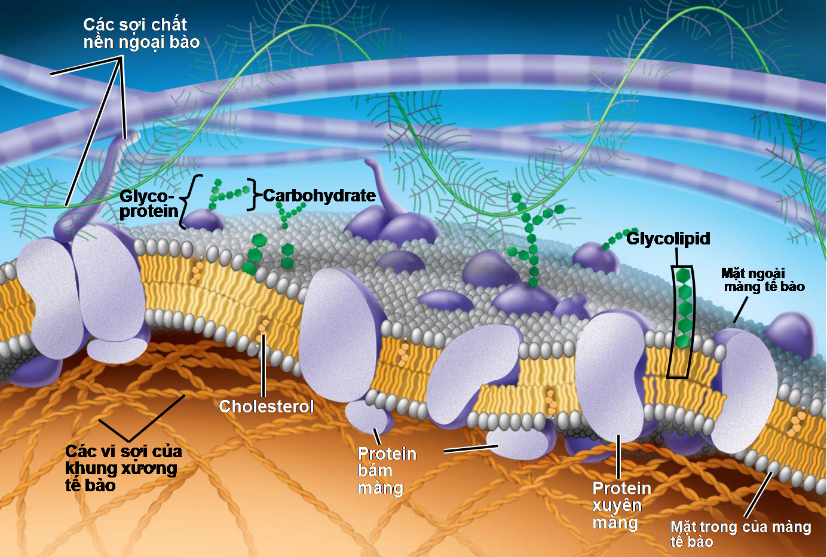 Các sợi chất
nền ngoại bào
Glyco-
protein
Carbohydrate
Glycolipid
Mặt ngoài
màng tế bào
Cholesterol
Các vi sợi của
khung xương
tế bào
Protein
bám
màng
Protein
xuyên
màng
Mặt trong của màng
tế bào